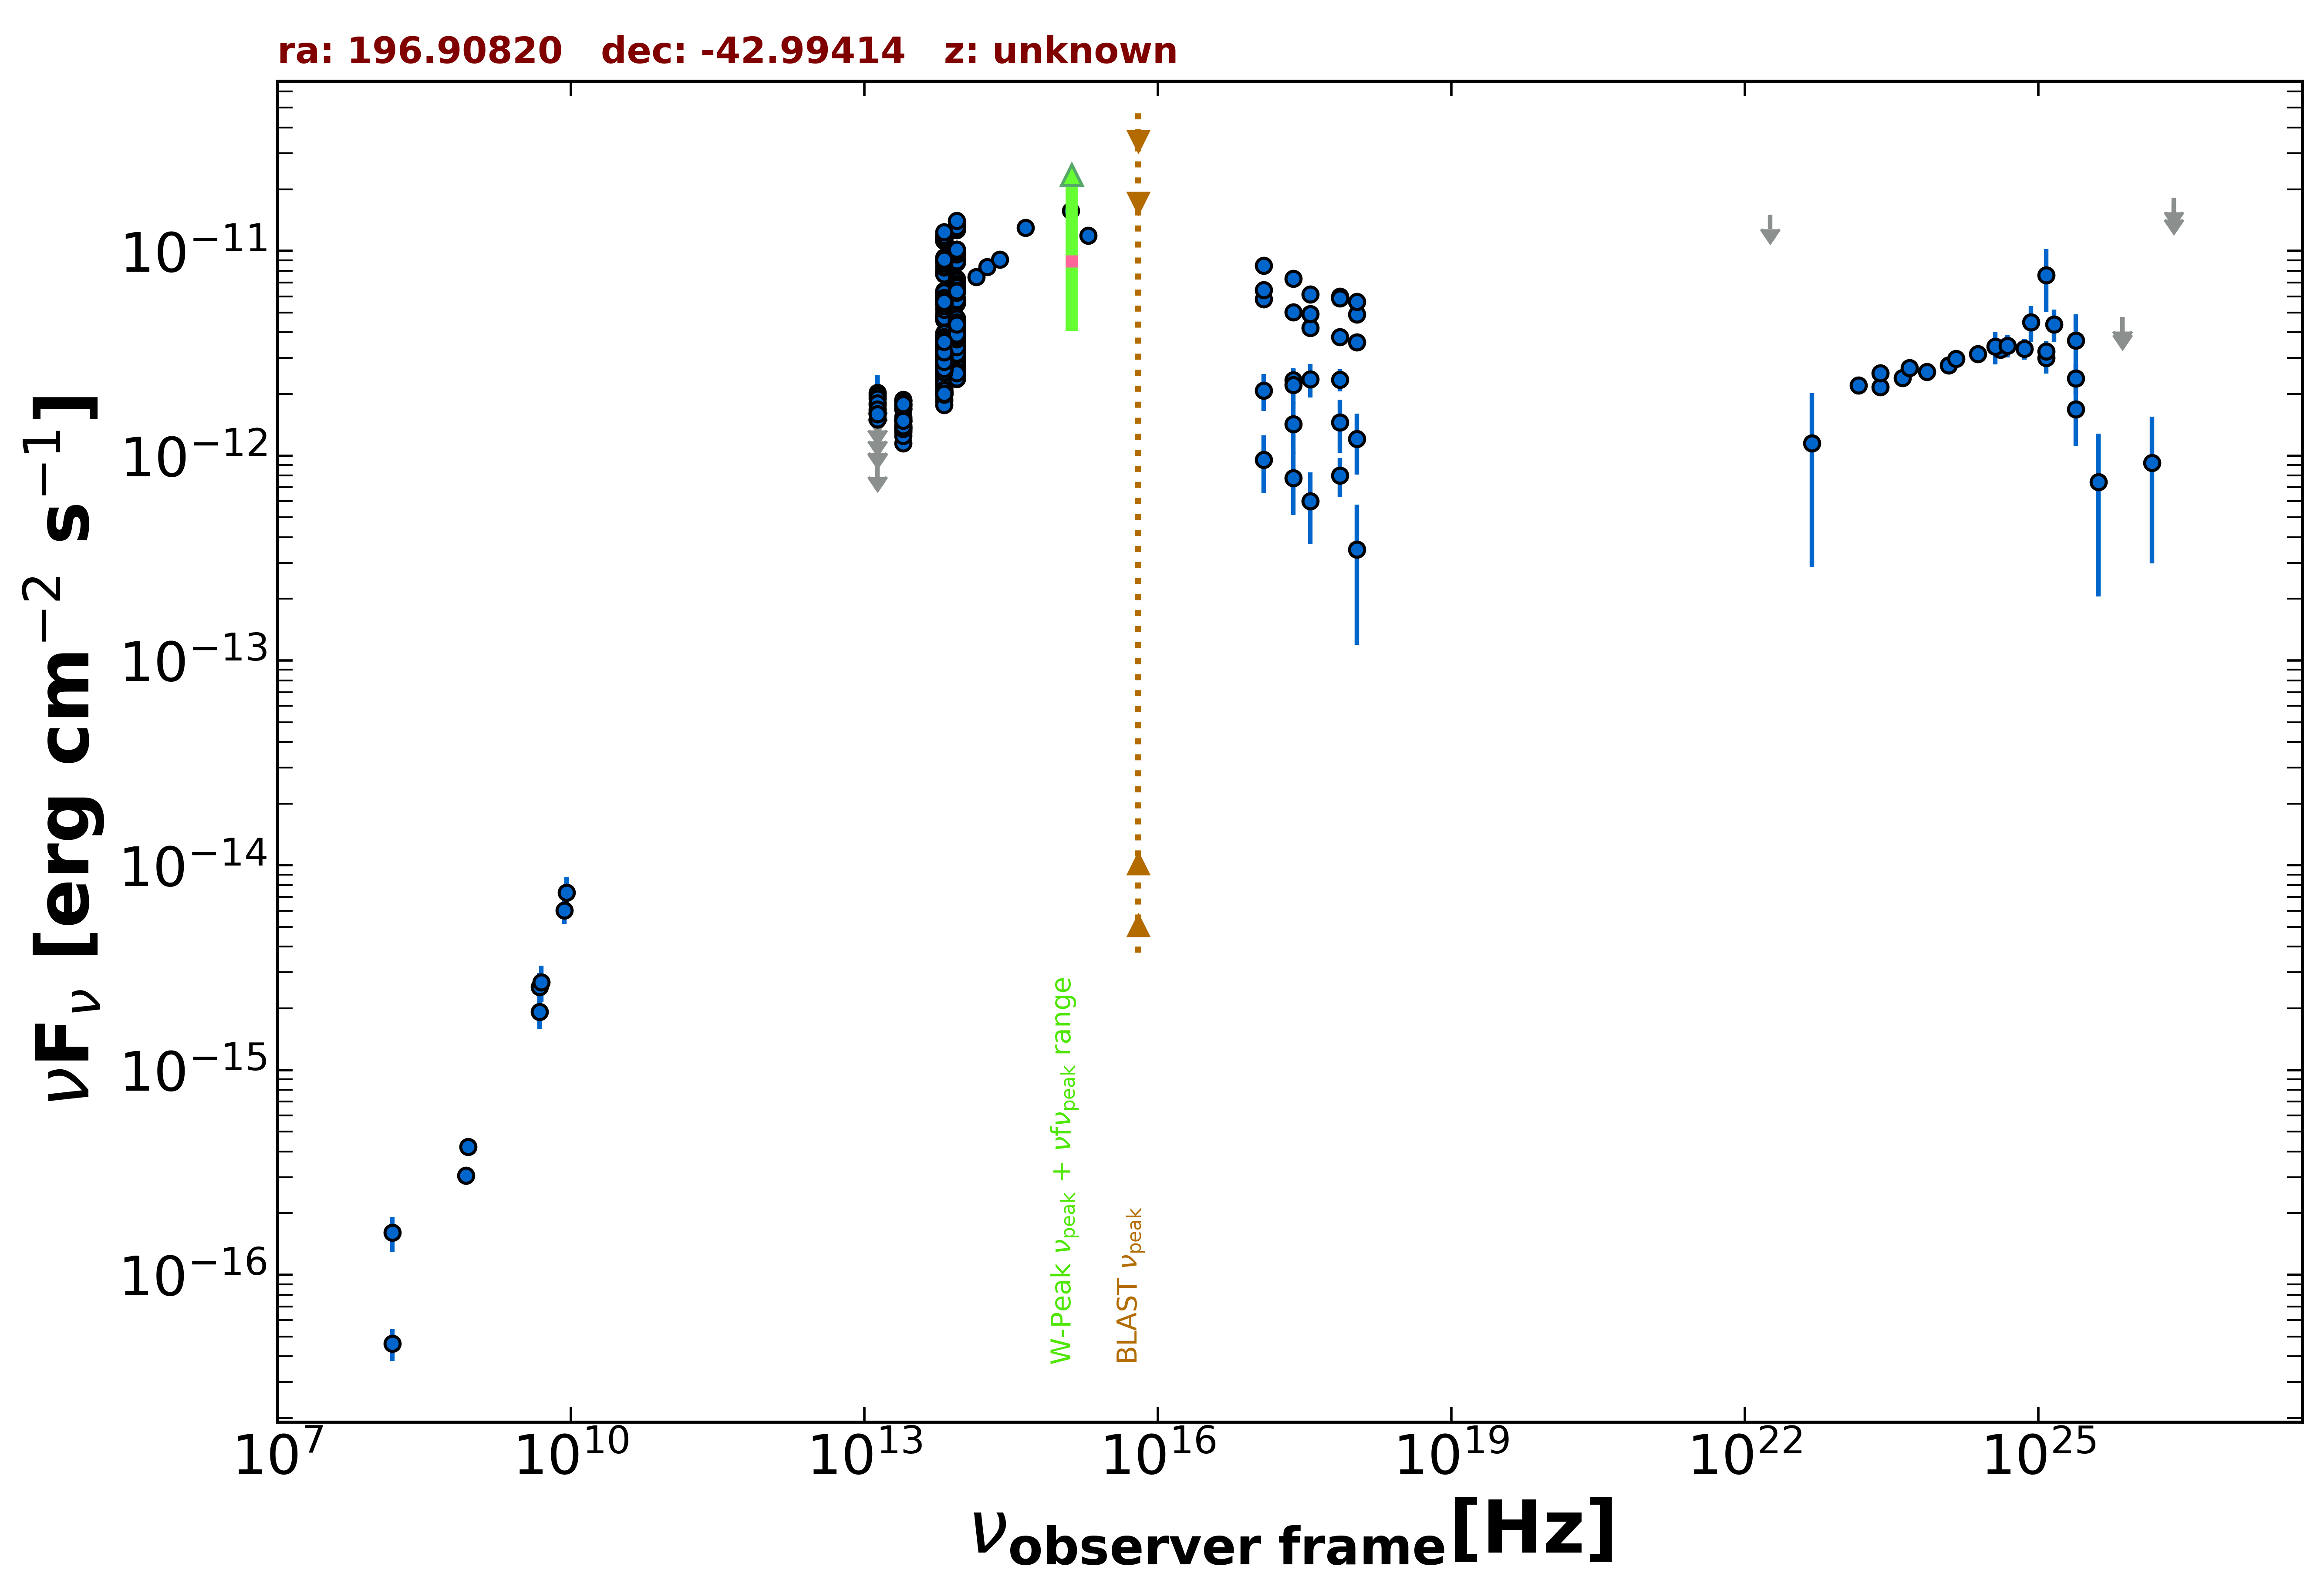 ra: 196.90820   dec: -42.99414   z: unknown
νFν [erg cm−2 s−1]
10−11
10−12
10−13
10−14
10−15
10−16
W-Peak νpeak + νfνpeak range
BLAST νpeak
107 1010 1013 1016 1019 1022 1025
νobserver frame[Hz]